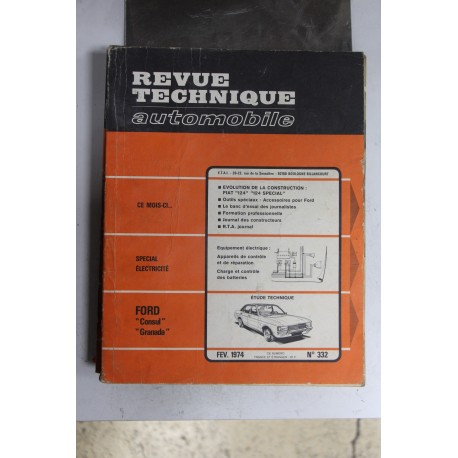 REVUE
TECHNIQUE
automobile
CE MOIS-CI...
■ EVOLUTION DE LA CONSTRUCTION :
FIAT "124" "124 SPECIAL"
■ Outils spéciaux : Accessoires pour Ford
■ Le banc d'essai des journalistes
■ Formation professionnelle
■ Journal des constructeurs
■ R.T.A. journal
SPECIAL
ELECTRICITÉ
Equipement électrique :
Appareils de contrôle
et de réparation
Charge et contrôle
des batteries
FORD
"Consul"
"Granada"
ÉTUDE TECHNIQUE
FEV. 1974
N° 332